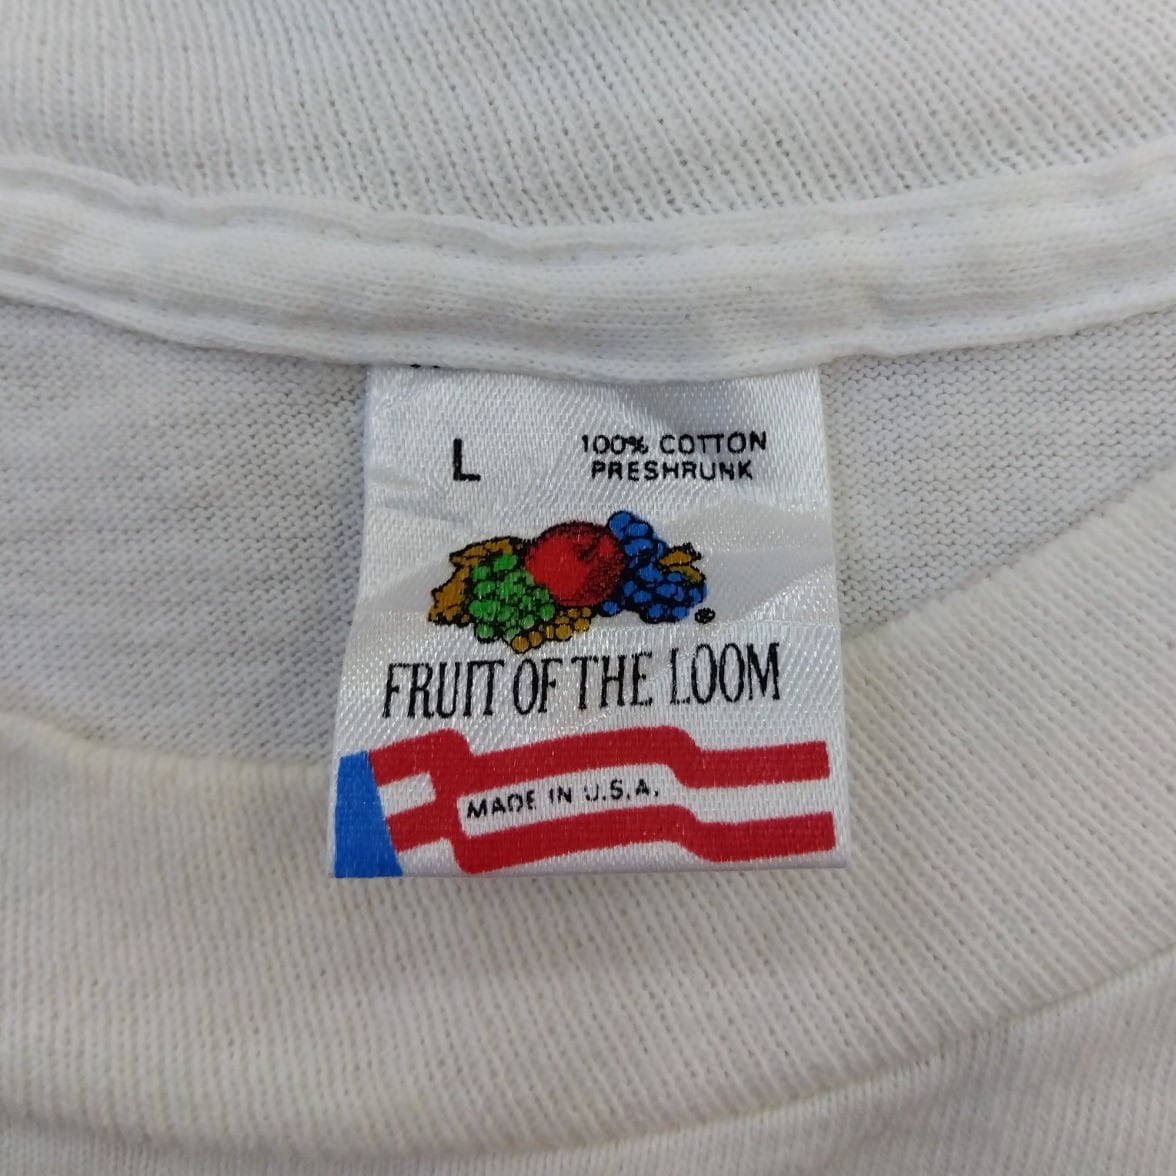 L
100% COTTON
PRESHRUNK
FRUIT OF THE LOOM
MADE IN U.S.A.